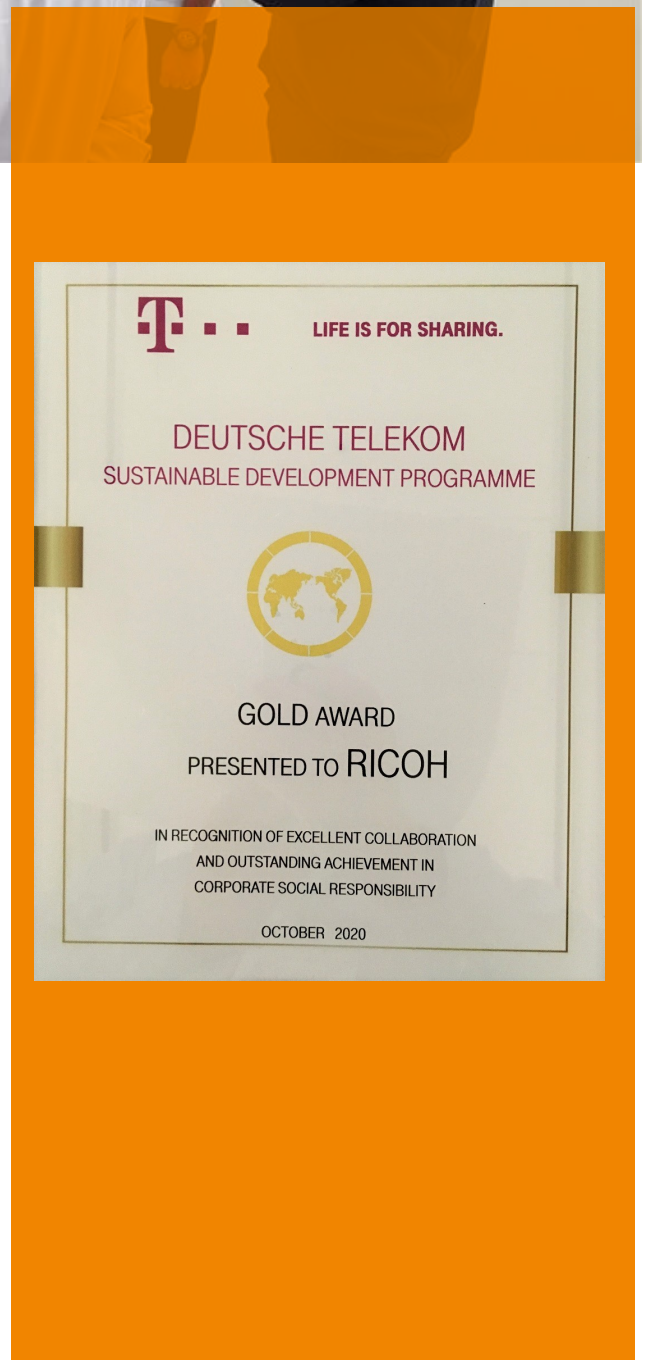 T
LIFE IS FOR SHARING.
DEUTSCHE TELEKOM
SUSTAINABLE DEVELOPMENT PROGRAMME
GOLD AWARD
PRESENTED TO RICOH
IN RECOGNITION OF EXCELLENT COLLABORATION
AND OUTSTANDING ACHIEVEMENT IN
CORPORATE SOCIAL RESPONSIBILITY
OCTOBER 2020